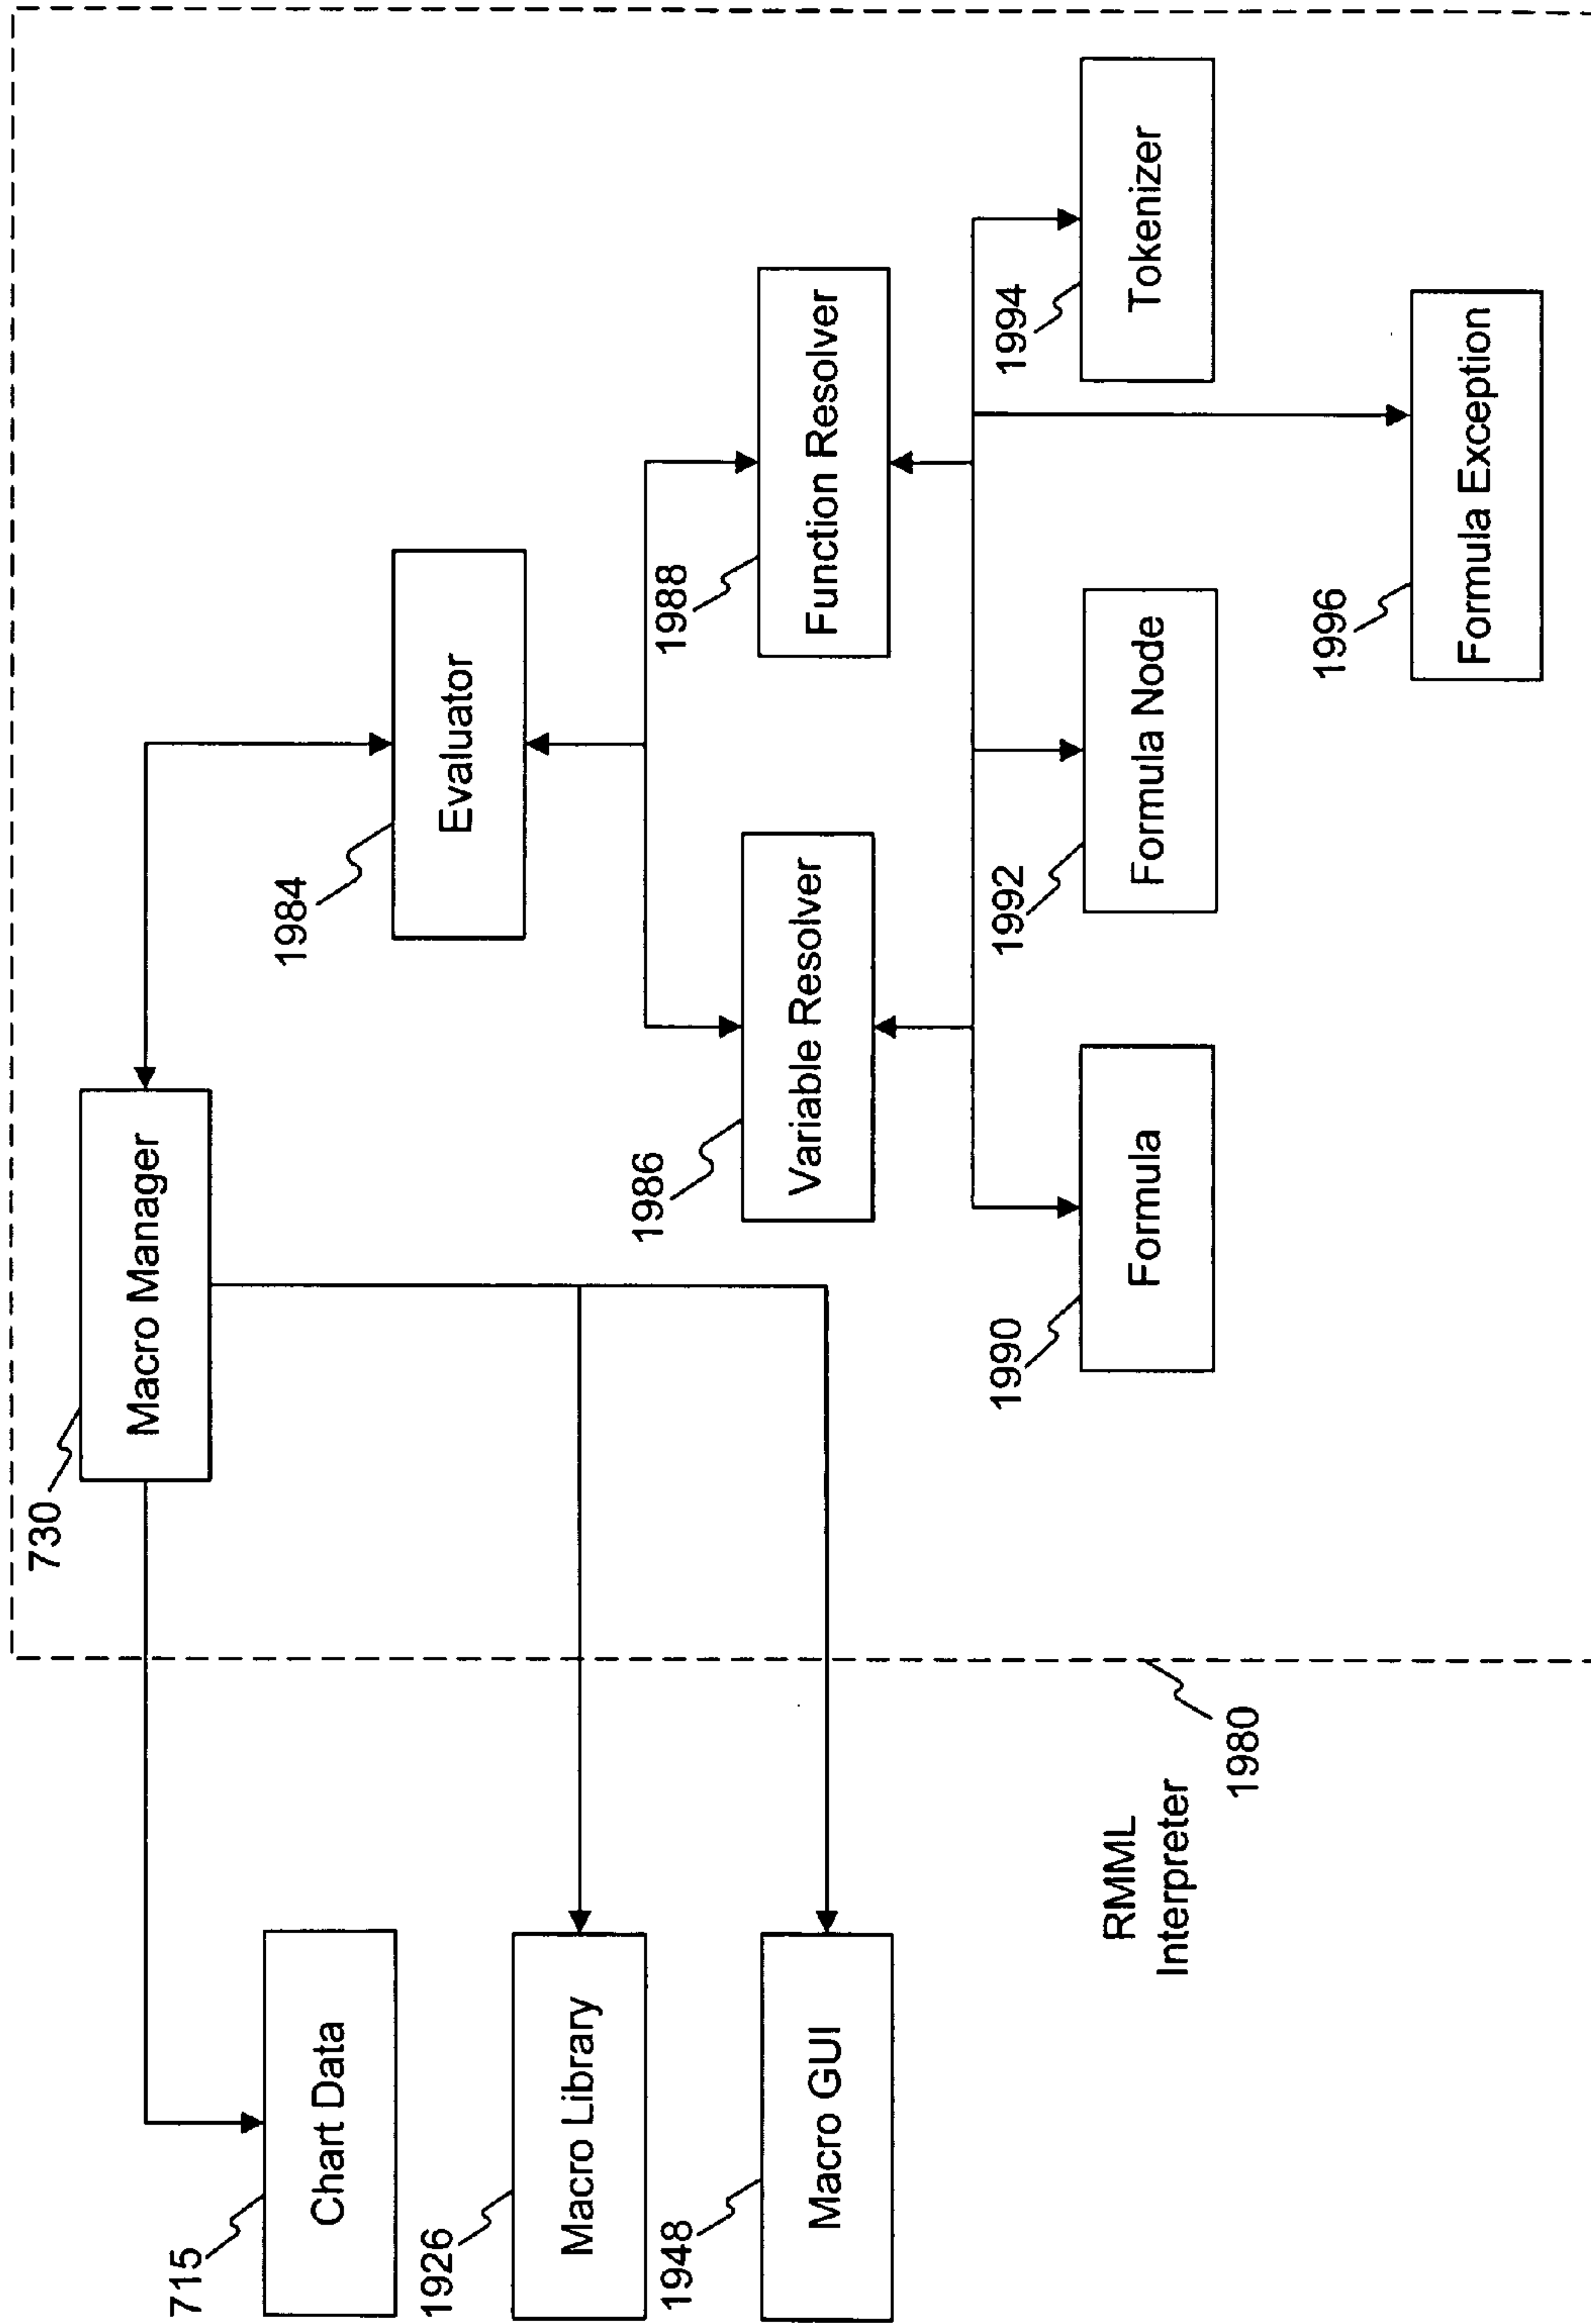 730
Macro Manager
715
Chart Data
1984
Evaluator
1926
Macro Library
1986
Variable Resolver
1988
Function Resolver
1948
Macro GUI
1990
Formula
1992
Formula Node
1994
Tokenizer
RMML
Interpreter
1980
1996
Formula Exception